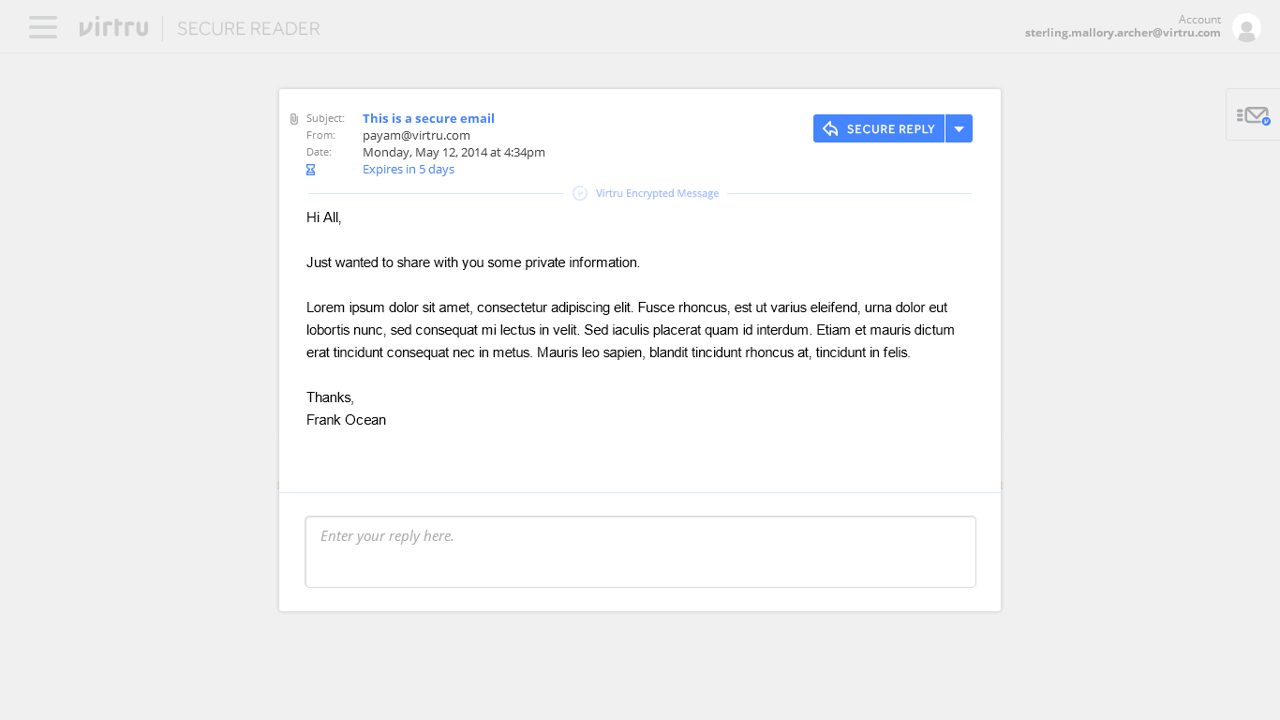 virtru SECURE READER
Account
sterling.mallory.archer@virtru.com
Subject: This is a secure email
From: payam@virtru.com
Date: Monday, May 12, 2014 at 4:34pm
Expires in 5 days
SECURE REPLY
Virtru Encrypted Message
Hi All,
Just wanted to share with you some private information.
Lorem ipsum dolor sit amet, consectetur adipiscing elit. Fusce rhoncus, est ut varius eleifend, urna dolor eut
lobortis nunc, sed consequat mi lectus in velit. Sed iaculis placerat quam id interdum. Etiam et mauris dictum
erat tincidunt consequat nec in metus. Mauris leo sapien, blandit tincidunt rhoncus at, tincidunt in felis.
Thanks,
Frank Ocean
Enter your reply here.